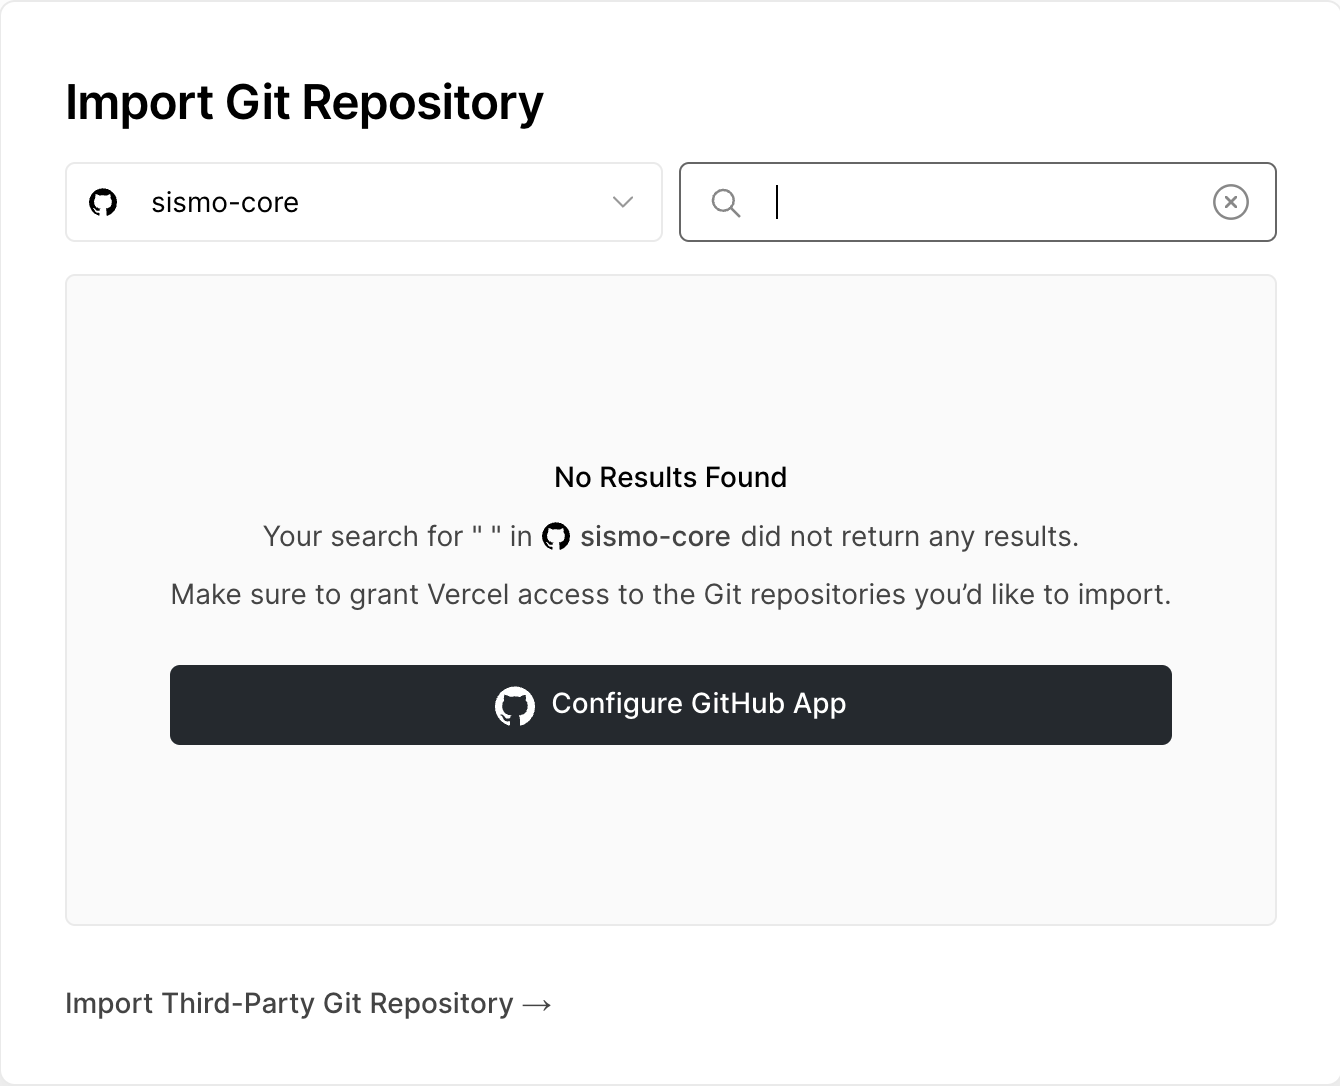 Import Git Repository
sismo-core
No Results Found
Your search for " " in sismo-core did not return any results.
Make sure to grant Vercel access to the Git repositories you’d like to import.
Configure GitHub App
Import Third-Party Git Repository →